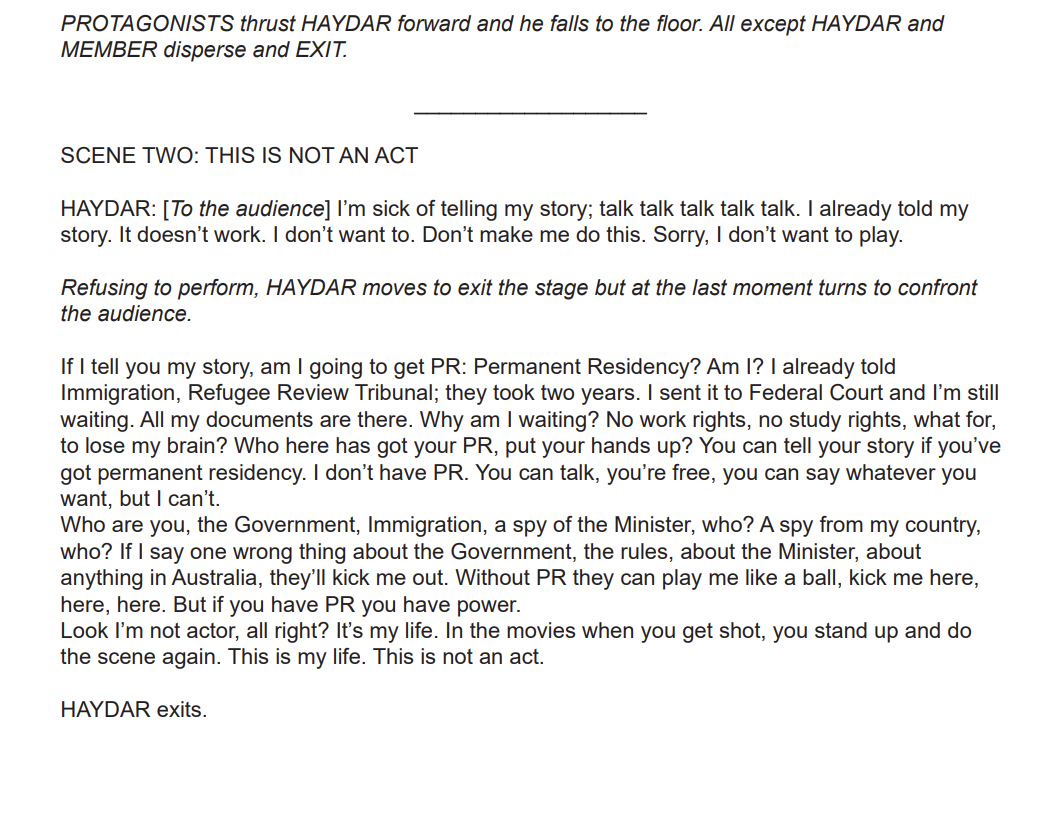 PROTAGONISTS thrust HAYDAR forward and he falls to the floor. All except HAYDAR and
MEMBER disperse and EXIT.
SCENE TWO: THIS IS NOT AN ACT
HAYDAR: [To the audience] I’m sick of telling my story; talk talk talk talk talk. I already told my
story. It doesn’t work. I don’t want to. Don’t make me do this. Sorry, I don’t want to play.
Refusing to perform, HAYDAR moves to exit the stage but at the last moment turns to confront
the audience.
If I tell you my story, am I going to get PR: Permanent Residency? Am I? I already told
Immigration, Refugee Review Tribunal; they took two years. I sent it to Federal Court and I’m still
waiting. All my documents are there. Why am I waiting? No work rights, no study rights, what for,
to lose my brain? Who here has got your PR, put your hands up? You can tell your story if you’ve
got permanent residency. I don’t have PR. You can talk, you’re free, you can say whatever you
want, but I can’t.
Who are you, the Government, Immigration, a spy of the Minister, who? A spy from my country,
who? If I say one wrong thing about the Government, the rules, about the Minister, about
anything in Australia, they’ll kick me out. Without PR they can play me like a ball, kick me here,
here, here. But if you have PR you have power.
Look I’m not actor, all right? It’s my life. In the movies when you get shot, you stand up and do
the scene again. This is my life. This is not an act.
HAYDAR exits.